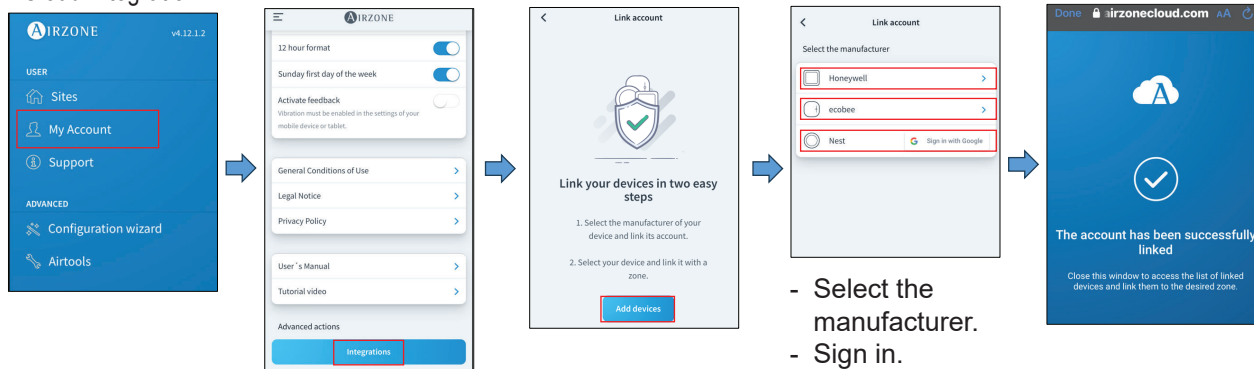 AIRZONE v4.12.1.2
USER
Sites
My Account
Support
ADVANCED
Configuration wizard
Airtools
AIRZONE
12 hour format
Sunday first day of the week
Activate feedback
Vibration must be enabled in the settings of your
mobile device or tablet.
General Conditions of Use
Legal Notice
Privacy Policy
User´s Manual
Tutorial video
Advanced actions
Integrations
Link account
Link your devices in two easy
steps
1. Select the manufacturer of your
device and link its account.
2. Select your device and link it with a
zone.
Add devices
Link account
Select the manufacturer
Honeywell
ecobee
Nest G Sign in with Google
- Select the
manufacturer.
- Sign in.
Done airzonecloud.com AA
A
The account has been successfully
linked
Close this window to access the list of linked
devices and link them to the desired zone.